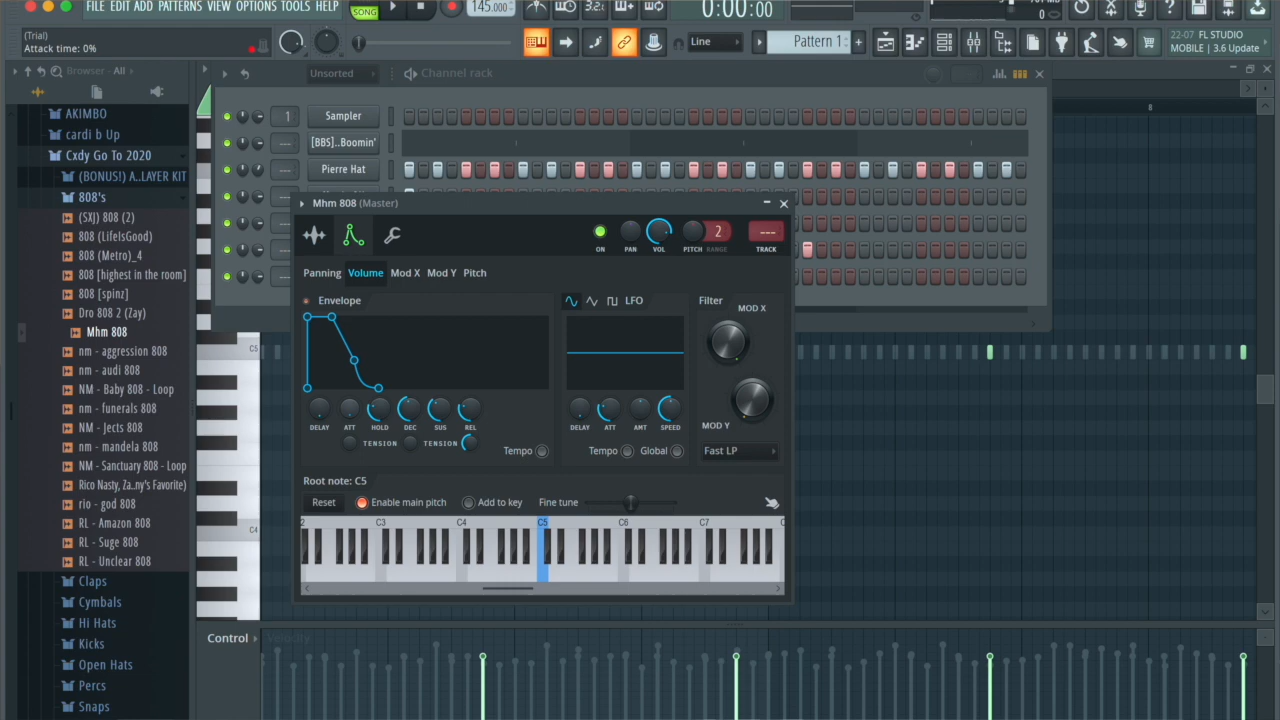 FILE EDIT ADD PATTERNS VIEW OPTIONS TOOLS HELP
SONG
145.000
3.2.
0:00:00
0
(Trial)
Attack time: 0%
Line
Pattern 1
22-07 FL STUDIO
MOBILE | 3.6 Update
Browser - All
Unsorted
Channel rack
8
AKIMBO
cardi b Up
Cxdy Go To 2020
(BONUS!) A..LAYER KIT
808's
(SXJ) 808 (2)
808 (LifeIsGood)
808 (Metro)_4
808 [highest in the room]
808 [spinz]
Dro 808 2 (Zay)
Mhm 808
nm - aggression 808
nm - audi 808
NM - Baby 808 - Loop
nm - funerals 808
NM - Jects 808
nm - mandela 808
NM - Sanctuary 808 - Loop
Rico Nasty, Za..ny's Favorite)
rio - god 808
RL - Amazon 808
RL - Suge 808
RL - Unclear 808
Claps
Cymbals
Hi Hats
Kicks
Open Hats
Percs
Snaps
1
Sampler
[BBS]..Boomin'
Pierre Hat
Mhm 808 (Master)
ON
PAN
VOL
PITCH
2
RANGE
---
TRACK
Panning Volume Mod X Mod Y Pitch
Envelope
LFO
Filter
MOD X
DELAY ATT HOLD DEC SUS REL
TENSION
TENSION
Tempo
DELAY ATT AMT SPEED
Tempo
Global
MOD Y
Fast LP
Root note: C5
Reset
Enable main pitch
Add to key
Fine tune
2 C3 C4 C5 C6 C7 C
C5
C4
Control
Velocity